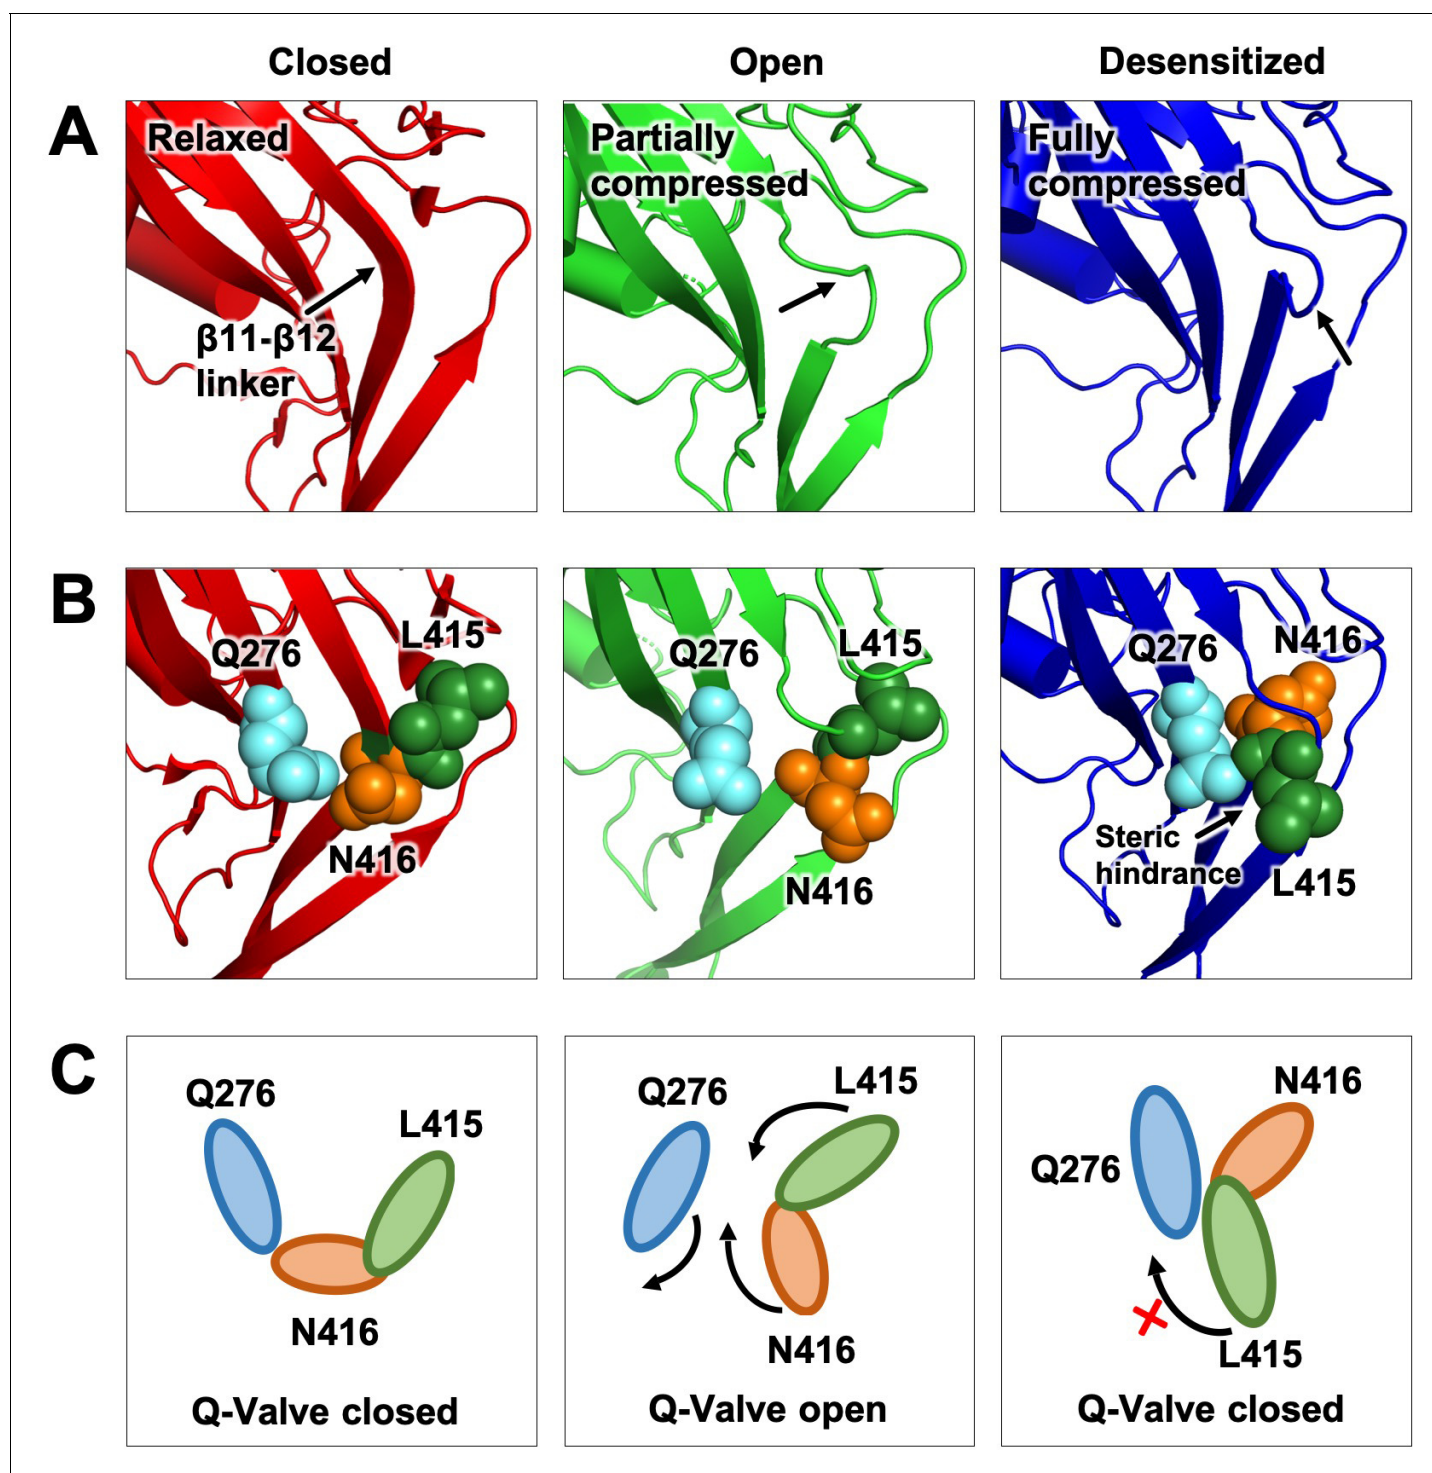 Closed
Open
Desensitized
A
Relaxed
β11-β12
linker
Partially
compressed
Fully
compressed
B
Q276
L415
N416
Q276
L415
N416
Q276
N416
Steric
hindrance
L415
C
Q276
L415
N416
Q-Valve closed
Q276
L415
N416
Q-Valve open
N416
Q276
L415
Q-Valve closed